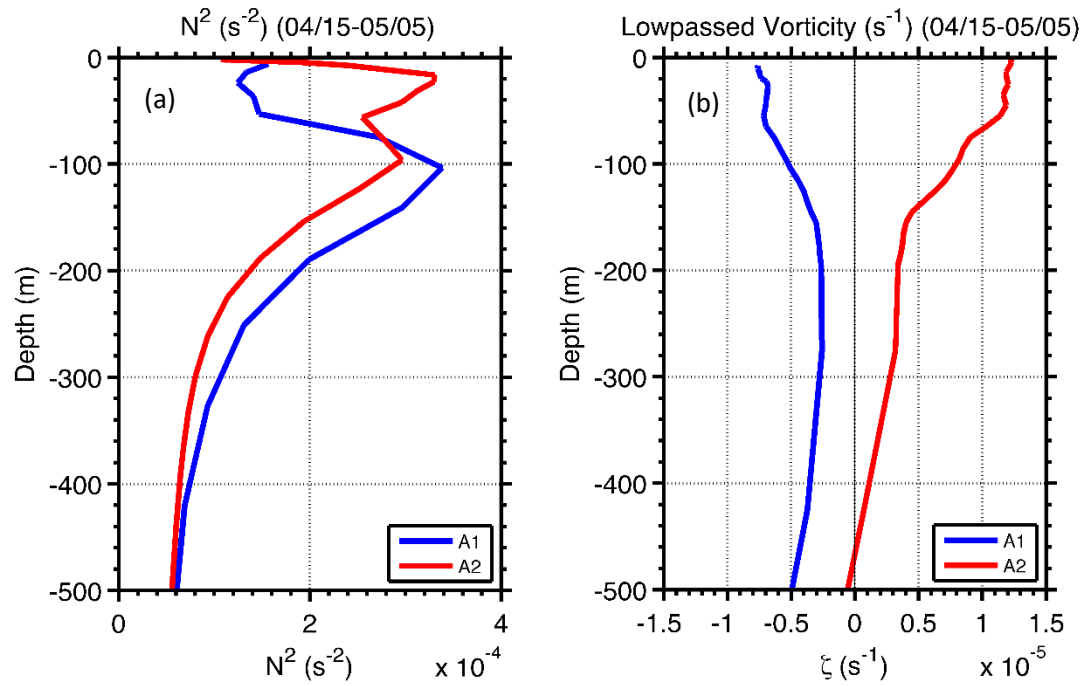 N² (s⁻²) (04/15-05/05)
(a)
0
-100
-200
-300
-400
-500
Depth (m)
A1
A2
0
2
4
N² (s⁻²)
x 10⁻⁴
Lowpassed Vorticity (s⁻¹) (04/15-05/05)
(b)
0
-100
-200
-300
-400
-500
Depth (m)
A1
A2
-1.5
-1
-0.5
0
0.5
1
1.5
ζ (s⁻¹)
x 10⁻⁵